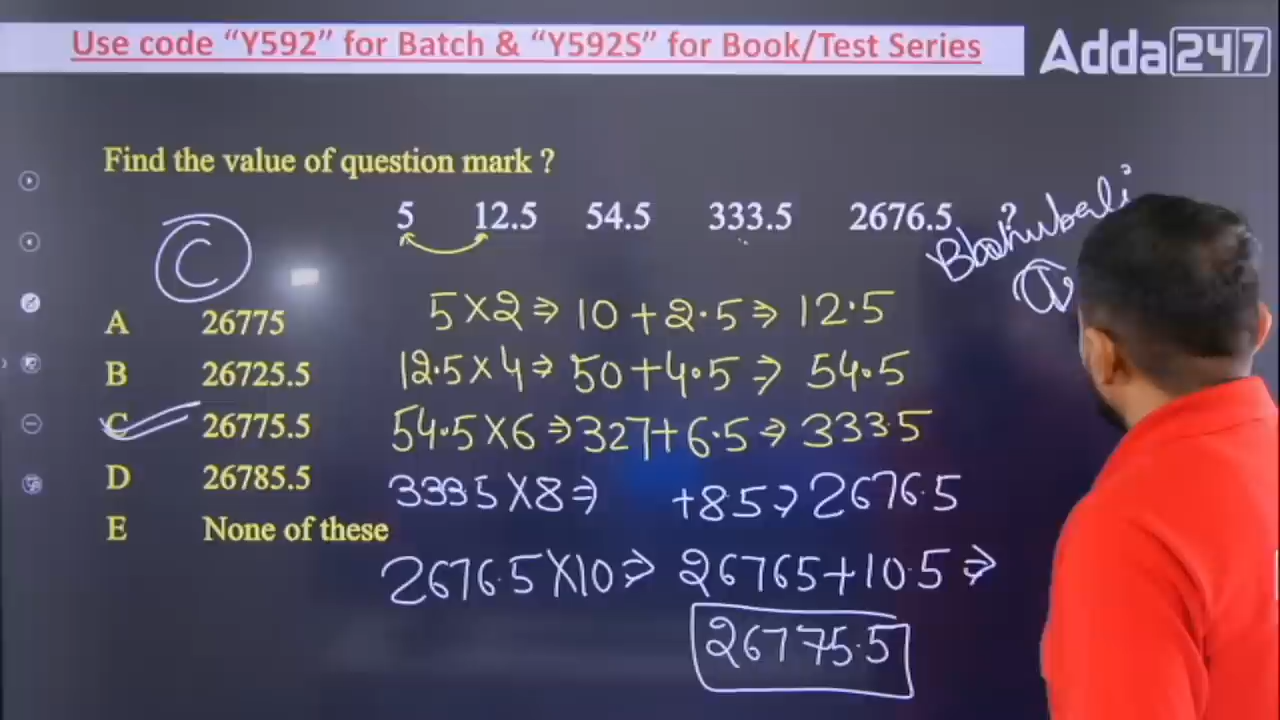 Use code “Y592” for Batch & “Y592S” for Book/Test Series
Adda247
Find the value of question mark ?
5 12.5 54.5 333.5 2676.5 ?
Bahubali
C
A 26775
B 26725.5
C 26775.5
D 26785.5
E None of these
5×2⇒10+2.5⇒12.5
12.5×4⇒50+4.5⇒54.5
54.5×6⇒327+6.5⇒333.5
333.5×8⇒ +8.5⇒2676.5
2676.5×10⇒26765+10.5⇒
26775.5